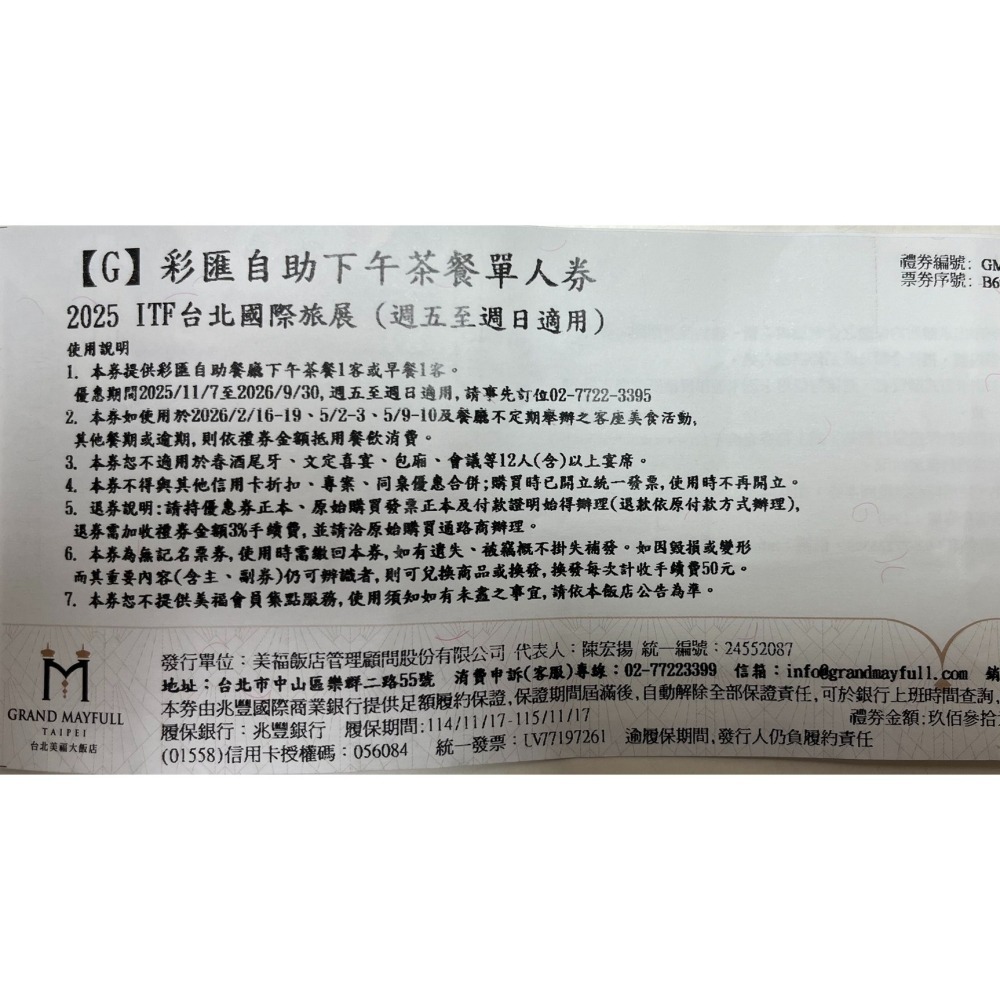 【G】彩匯自助下午茶餐單人券
2025 ITF台北國際旅展 (週五至週日適用)
禮券編號: GM
票券序號: B6
使用說明
1. 本券提供彩匯自助餐廳下午茶餐1客或早餐1客。
優惠期間2025/11/7至2026/9/30, 週五至週日適用, 請事先訂位02-7722-3395
2. 本券如使用於2026/2/16-19、5/2-3、5/9-10及餐廳不定期舉辦之客座美食活動,
其他餐期或逾期, 則依禮券金額抵用餐飲消費。
3. 本券恕不適用於春酒尾牙、文定喜宴、包廂、會議等12人(含)以上宴席。
4. 本券不得與其他信用卡折扣、專案、同桌優惠合併;購買時已開立統一發票, 使用時不再開立。
5. 退券說明:請持優惠券正本、原始購買發票正本及付款證明始得辦理(退款依原付款方式辦理),
退券需加收禮券金額3%手續費, 並請洽原始購買通路商辦理。
6. 本券為無記名票券, 使用時需繳回本券, 如有遺失、被竊概不掛失補發。如因毀損或變形
而其重要內容(含主、副券)仍可辨識者, 則可兌換商品或換發, 換發每次計收手續費50元。
7. 本券恕不提供美福會員集點服務, 使用須知如有未盡之事宜, 請依本飯店公告為準。
GRAND MAYFULL
TAIPEI
台北美福大飯店
發行單位：美福飯店管理顧問股份有限公司 代表人：陳宏揚 統一編號：24552087
地址：台北市中山區樂群二路55號 消費申訴(客服)專線：02-77223399 信箱：info@grandmayfull.com
本券由兆豐國際商業銀行提供足額履約保證, 保證期間屆滿後, 自動解除全部保證責任, 可於銀行上班時間查詢,
履保銀行：兆豐銀行 履保期間:114/11/17-115/11/17 禮券金額:玖佰參拾
(01558)信用卡授權碼：056084 統一發票：LV77197261 逾履保期間, 發行人仍負履約責任